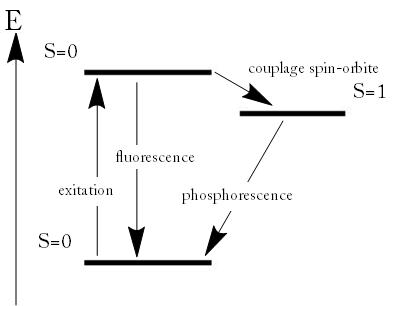 E
S=0
couplage spin-orbite
S=1
fluorescence
exitation
phosphorescence
S=0